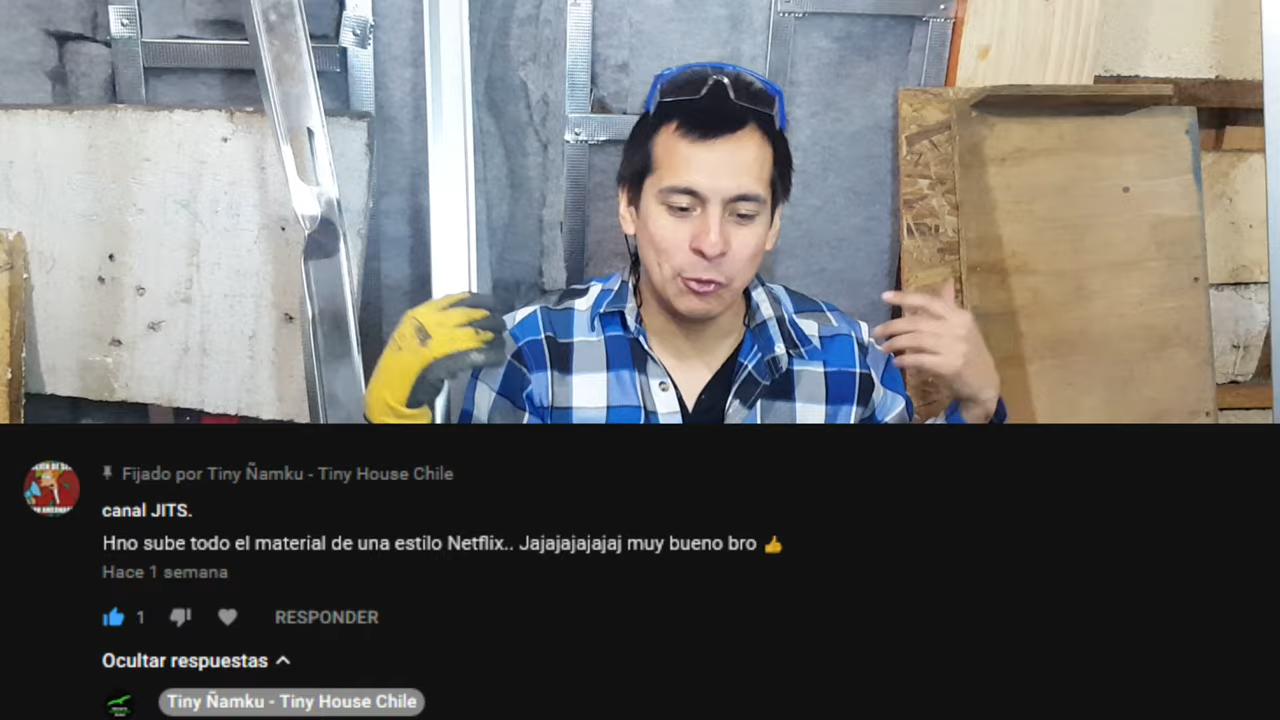 Fijado por Tiny Ñamku - Tiny House Chile
canal JITS.
Hno sube todo el material de una estilo Netflix.. Jajajajajajaj muy bueno bro 👍
Hace 1 semana
1 RESPONDER
Ocultar respuestas
Tiny Ñamku - Tiny House Chile